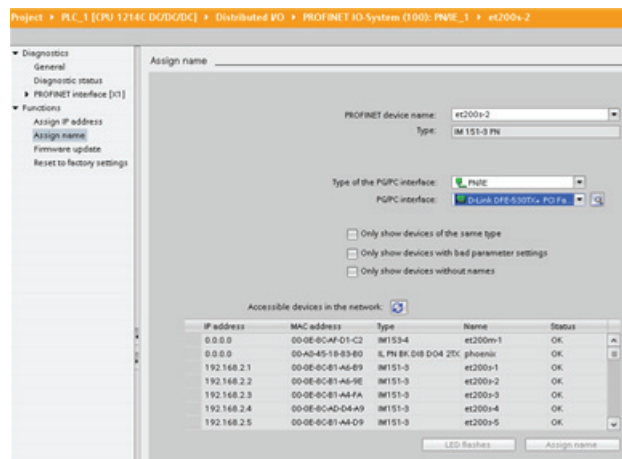 Project ▸ PLC_1 [CPU 1214C DC/DC/DC] ▸ Distributed I/O ▸ PROFINET IO-System (100): PN/IE_1 ▸ et200s-2
Diagnostics
General
Diagnostic status
PROFINET interface [X1]
Functions
Assign IP address
Assign name
Firmware update
Reset to factory settings
Assign name
PROFINET device name: et200s-2
Type: IM 151-3 PN
Type of the PG/PC interface: PN/IE
PG/PC interface: D-Link DFE-530TX+ PCI Fa
Only show devices of the same type
Only show devices with bad parameter settings
Only show devices without names
Accessible devices in the network:
IP address MAC address Type Name Status
0.0.0.0 00-0E-8C-AF-D1-C2 IM153-4 et200m-1 OK
0.0.0.0 00-A0-45-18-83-80 IL PN BK DI8 DO4 2TX phoenix OK
192.168.2.1 00-0E-8C-B1-A6-B9 IM151-3 et200s-1 OK
192.168.2.2 00-0E-8C-B1-A6-9E IM151-3 et200s-2 OK
192.168.2.3 00-0E-8C-B1-A4-FA IM151-3 et200s-3 OK
192.168.2.4 00-0E-8C-AD-D4-A9 IM151-3 et200s-4 OK
192.168.2.5 00-0E-8C-B1-A4-D9 IM151-3 et200s-5 OK
LED flashes Assign name